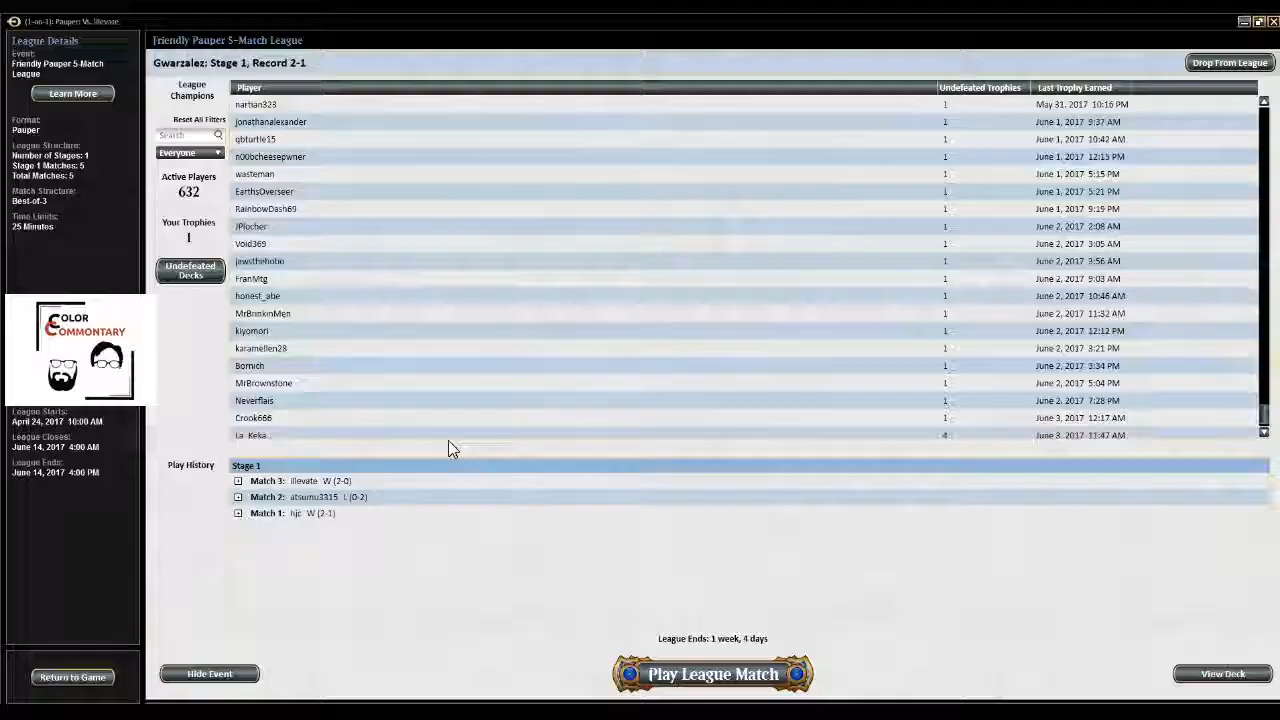 (1-on-1): Pauper: Vs. illevate
League Details
Event:
Friendly Pauper 5-Match
League
Learn More
Format:
Pauper
League Structure:
Number of Stages: 1
Stage 1 Matches: 5
Total Matches: 5
Match Structure:
Best-of-3
Time Limits:
25 Minutes
COLOR
COMMONTARY
League Starts:
April 24, 2017 10:00 AM
League Closes:
June 14, 2017 4:00 AM
League Ends:
June 14, 2017 4:00 PM
Return to Game
Friendly Pauper 5-Match League
Gwarzalez: Stage 1, Record 2-1
Drop From League
League
Champions
Reset All Filters
Search
Everyone
Active Players
632
Your Trophies
1
Undefeated
Decks
Player Undefeated Trophies Last Trophy Earned
nartian323 1 May 31, 2017 10:16 PM
jonathanalexander 1 June 1, 2017 9:37 AM
qbturtle15 1 June 1, 2017 10:42 AM
n00bcheesepwner 1 June 1, 2017 12:15 PM
wasteman 1 June 1, 2017 5:15 PM
EarthsOverseer 1 June 1, 2017 5:21 PM
RainbowDash69 1 June 1, 2017 9:19 PM
JPlocher 1 June 2, 2017 2:08 AM
Void369 1 June 2, 2017 3:05 AM
jewsthehobo 1 June 2, 2017 3:56 AM
FranMtg 1 June 2, 2017 9:03 AM
honest_abe 1 June 2, 2017 10:46 AM
MrBrinkinMen 1 June 2, 2017 11:32 AM
kiyomori 1 June 2, 2017 12:12 PM
karamellen28 1 June 2, 2017 3:21 PM
Bornich 1 June 2, 2017 3:34 PM
MrBrownstone 1 June 2, 2017 5:04 PM
Neverflais 1 June 2, 2017 7:28 PM
Crook666 1 June 3, 2017 12:17 AM
La_Keka 4 June 3, 2017 11:47 AM
Play History
Stage 1
Match 3: illevate W (2-0)
Match 2: atsumu3315 L (0-2)
Match 1: hjc W (2-1)
League Ends: 1 week, 4 days
Hide Event
Play League Match
View Deck